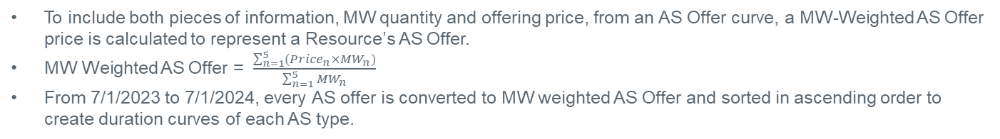 • To include both pieces of information, MW quantity and offering price, from an AS Offer curve, a MW-Weighted AS Offer
price is calculated to represent a Resource's AS Offer.
• MW Weighted AS Offer = \frac{\sum_{n=1}^{5}(Price_n \times MW_n)}{\sum_{n=1}^{5} MW_n}
• From 7/1/2023 to 7/1/2024, every AS offer is converted to MW weighted AS Offer and sorted in ascending order to
create duration curves of each AS type.